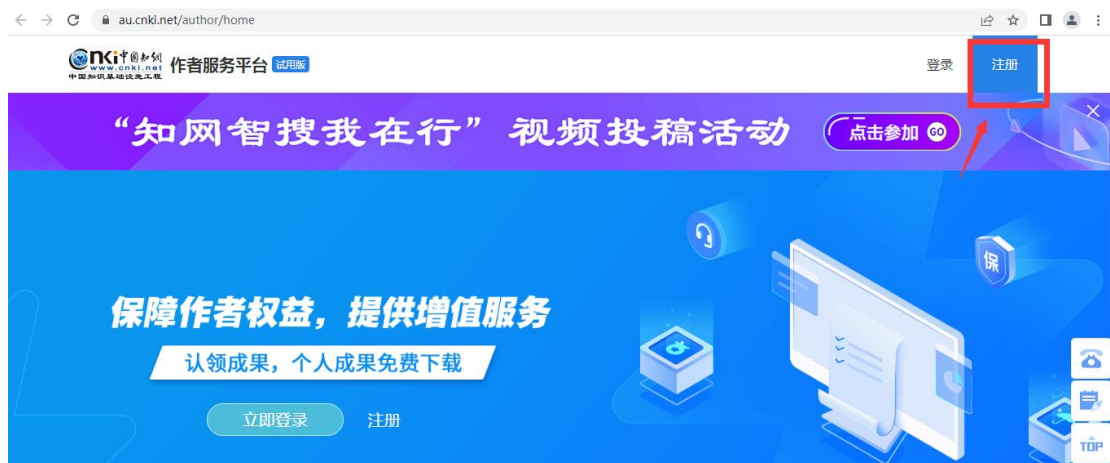 au.cnki.net/author/home
CNKi中国知网
www.cnki.net
中国知识基础设施工程
作者服务平台 试用版
登录 注册
“知网智搜我在行”视频投稿活动 点击参加 GO
保
保障作者权益，提供增值服务
认领成果，个人成果免费下载
立即登录 注册
TOP